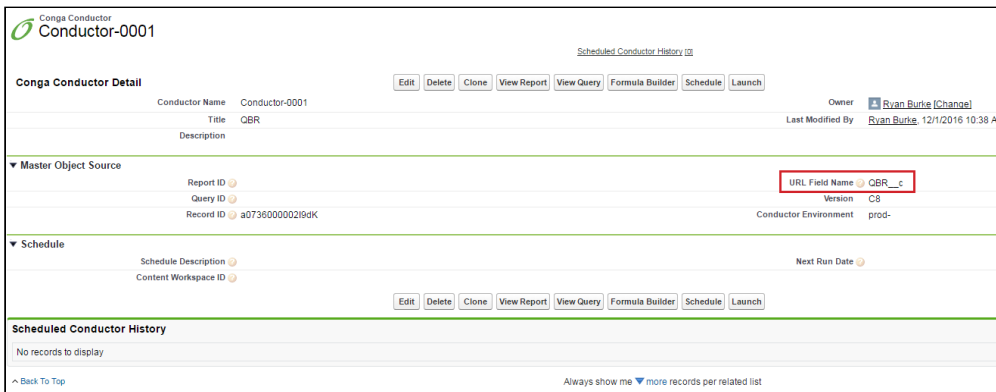 Conga Conductor
Conductor-0001
Scheduled Conductor History [0]
Conga Conductor Detail
Edit Delete Clone View Report View Query Formula Builder Schedule Launch
Conductor Name Conductor-0001 Owner Ryan Burke [Change]
Title QBR Last Modified By Ryan Burke, 12/1/2016 10:38 A
Description
Master Object Source
Report ID URL Field Name QBR__c
Query ID Version C8
Record ID a0736000002I9dK Conductor Environment prod-
Schedule
Schedule Description Next Run Date
Content Workspace ID
Edit Delete Clone View Report View Query Formula Builder Schedule Launch
Scheduled Conductor History
No records to display
Back To Top Always show me more records per related list